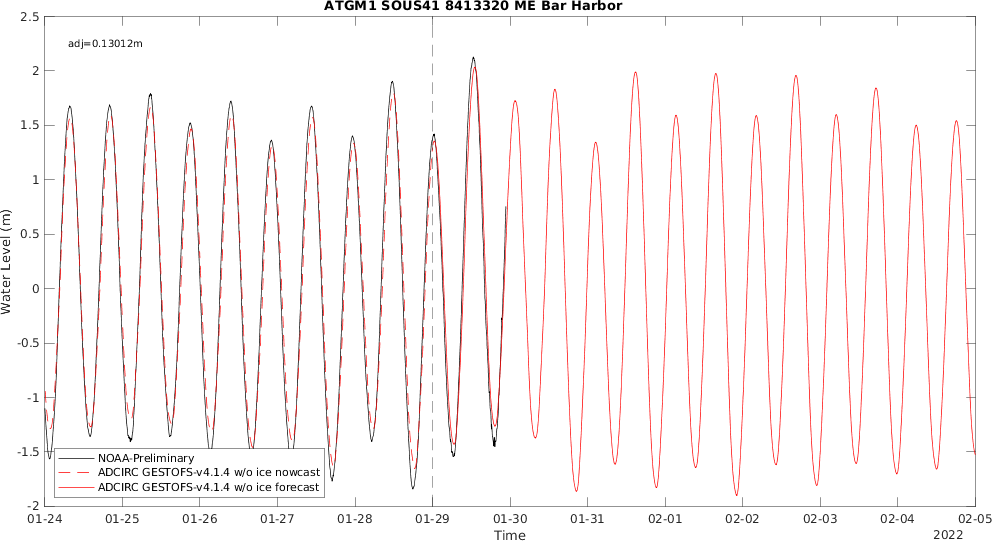 ATGM1 SOUS41 8413320 ME Bar Harbor
adj=0.13012m
2.5
2
1.5
1
0.5
0
-0.5
-1
-1.5
-2
Water Level (m)
NOAA-Preliminary
ADCIRC GESTOFS-v4.1.4 w/o ice nowcast
ADCIRC GESTOFS-v4.1.4 w/o ice forecast
01-24 01-25 01-26 01-27 01-28 01-29 01-30 01-31 02-01 02-02 02-03 02-04 02-05
Time
2022